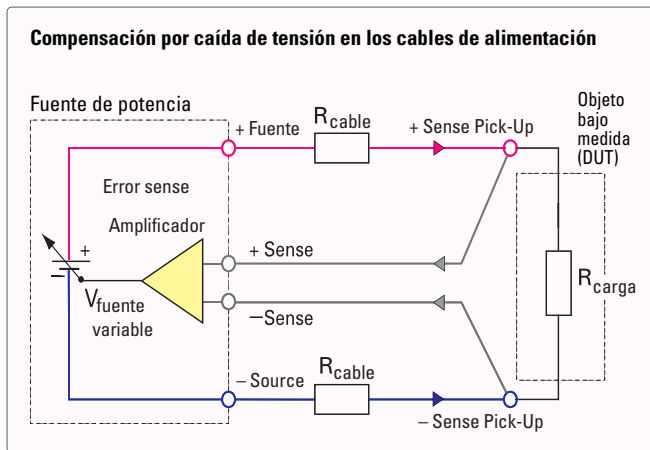 Compensación por caída de tensión en los cables de alimentación
Fuente de potencia
+ Fuente
Rcable
+ Sense Pick-Up
Objeto
bajo
medida
(DUT)
Error sense
Amplificador
+
−
Vfuente
variable
+ Sense
−Sense
Rcarga
− Source
Rcable
− Sense Pick-Up